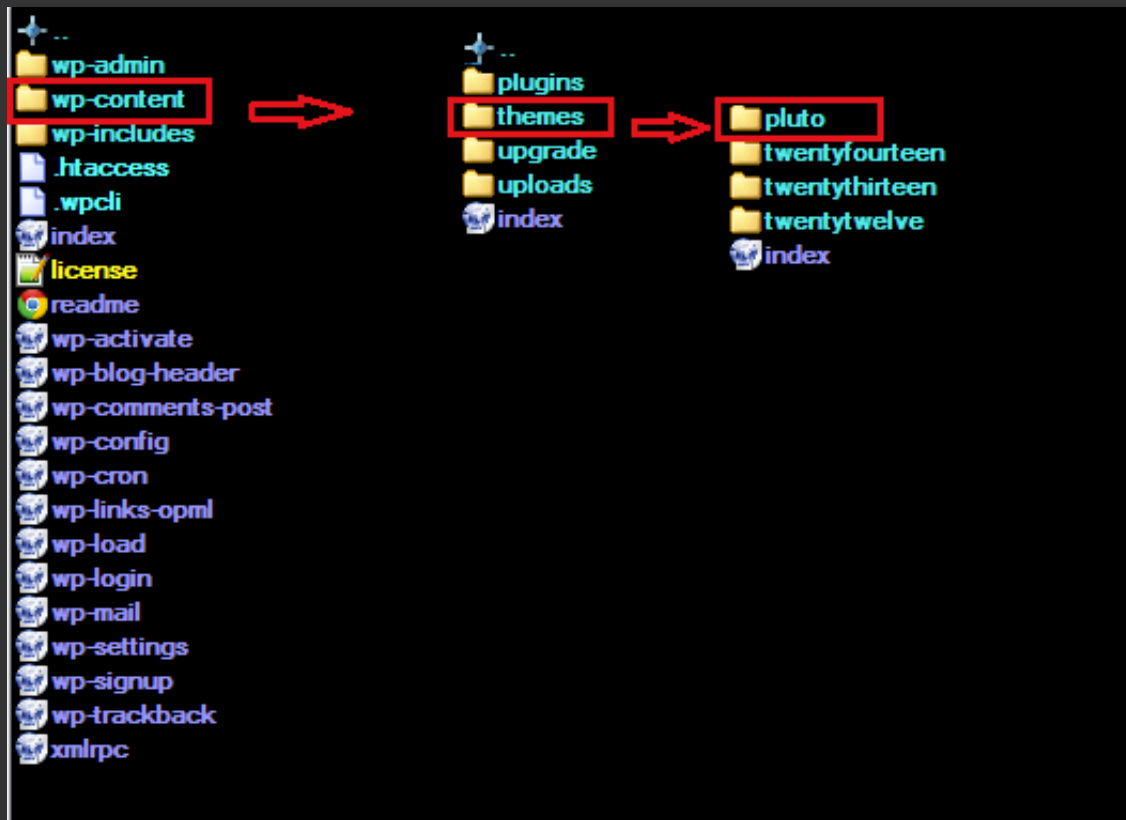 ..
wp-admin
wp-content
wp-includes
.htaccess
.wpcli
index
license
readme
wp-activate
wp-blog-header
wp-comments-post
wp-config
wp-cron
wp-links-opml
wp-load
wp-login
wp-mail
wp-settings
wp-signup
wp-trackback
xmlrpc
..
plugins
themes
upgrade
uploads
index
pluto
twentyfourteen
twentythirteen
twentytwelve
index